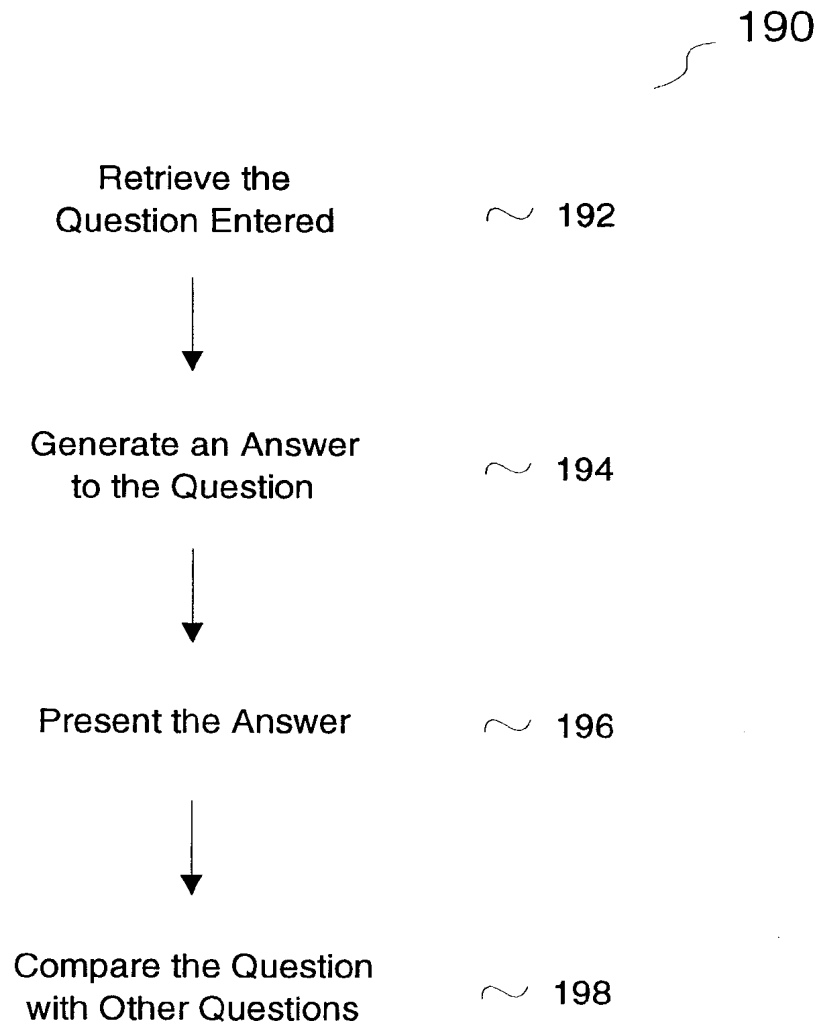 190
Retrieve the
Question Entered
192
Generate an Answer
to the Question
194
Present the Answer
196
Compare the Question
with Other Questions
198